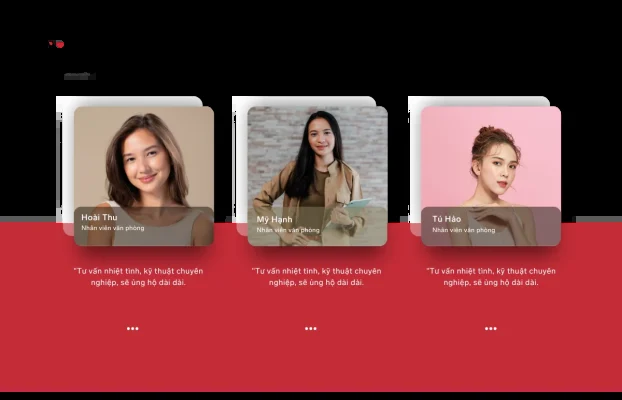 Hoài Thu
Nhân viên văn phòng
Mỹ Hạnh
Nhân viên văn phòng
Tú Hảo
Nhân viên văn phòng
"Tư vấn nhiệt tình, kỹ thuật chuyên
nghiệp, sẽ ủng hộ dài dài.
"Tư vấn nhiệt tình, kỹ thuật chuyên
nghiệp, sẽ ủng hộ dài dài.
"Tư vấn nhiệt tình, kỹ thuật chuyên
nghiệp, sẽ ủng hộ dài dài.